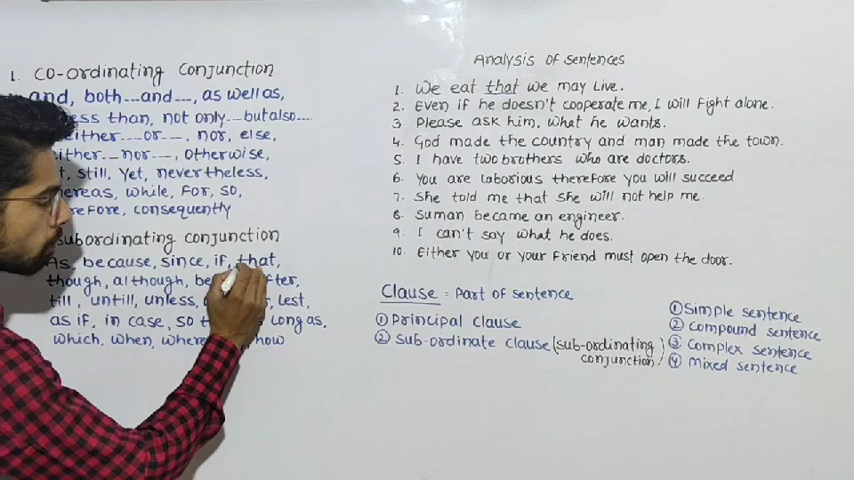 1. CO-Ordinating Conjunction
and, both---and---, as well as,
less than, not only---but also---
either---or---, nor, else,
either---nor---, otherwise,
still, yet, nevertheless,
whereas, while, For, so,
therefore, consequently
subordinating conjunction
As, because, since, if, that,
though, although,
till, untill, unless, Lest,
as if, in case, so Long as,
which, when, where how
Analysis of sentences
1. We eat that we may Live.
2. Even if he doesn't cooperate me, I will fight alone.
3. Please ask him, what he wants.
4. God made the country and man made the town.
5. I have two brothers who are doctors.
6. You are laborious therefore you will succeed
7. She told me that she will not help me.
8. Suman became an engineer.
9. I can't say what he does.
10. Either you or your Friend must open the door.
Clause = Part of sentence
① Principal clause
② Sub-ordinate clause (sub-ordinating conjunction)
① Simple sentence
② Compound sentence
③ Complex sentence
④ Mixed sentence